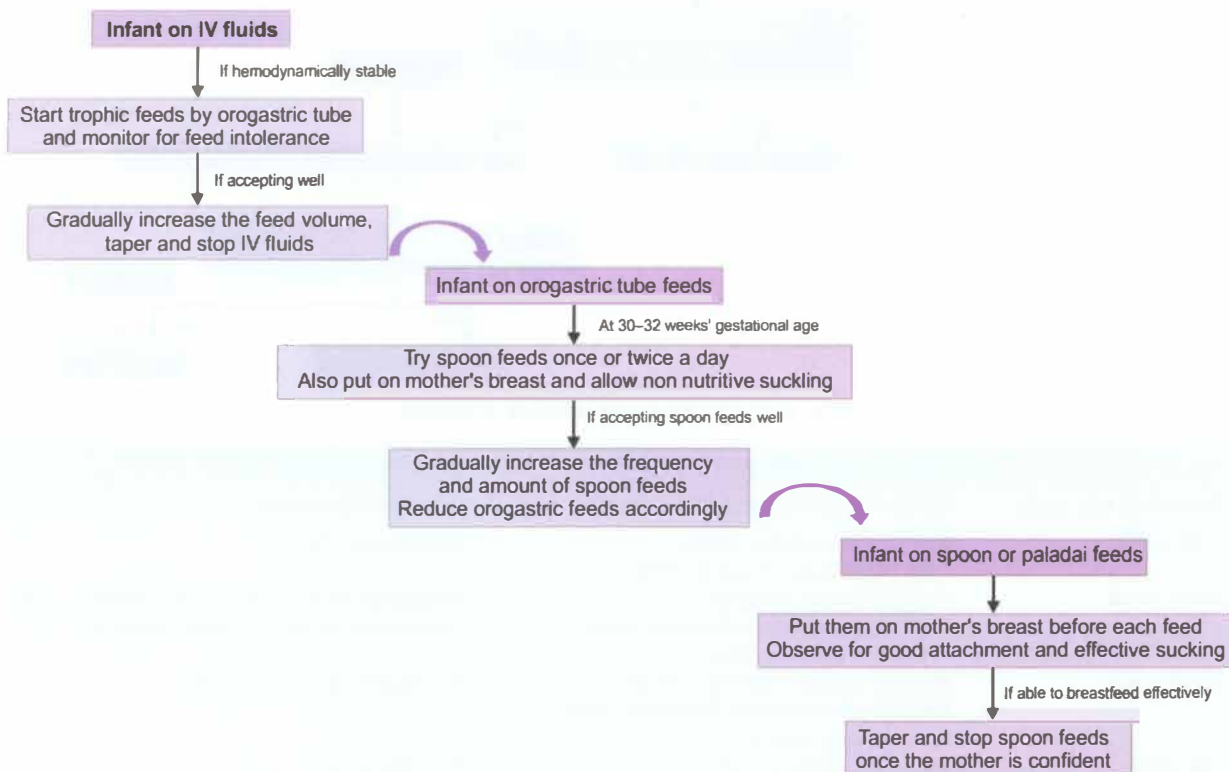 Infant on IV fluids
If hemodynamically stable
Start trophic feeds by orogastric tube
and monitor for feed intolerance
If accepting well
Gradually increase the feed volume,
taper and stop IV fluids
Infant on orogastric tube feeds
At 30–32 weeks' gestational age
Try spoon feeds once or twice a day
Also put on mother's breast and allow non nutritive suckling
If accepting spoon feeds well
Gradually increase the frequency
and amount of spoon feeds
Reduce orogastric feeds accordingly
Infant on spoon or paladai feeds
Put them on mother's breast before each feed
Observe for good attachment and effective sucking
If able to breastfeed effectively
Taper and stop spoon feeds
once the mother is confident